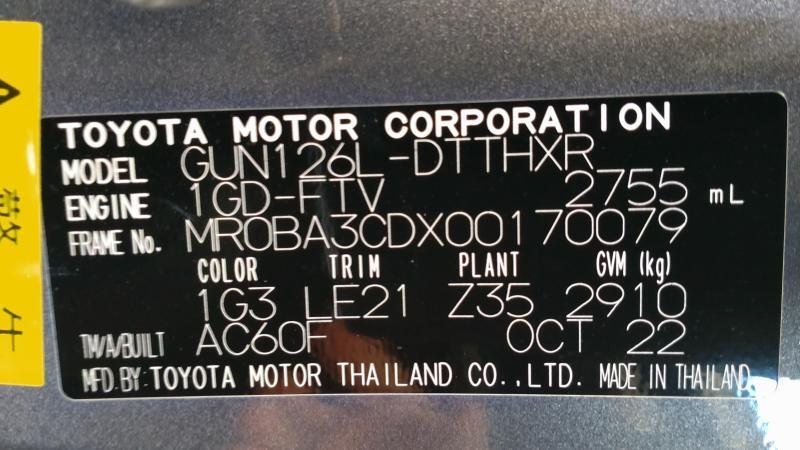 TOYOTA MOTOR CORPORATION
MODEL GUN126L-DTTHXR
ENGINE 1GD-FTV 2755 mL
FRAME No. MR0BA3CDX00170079
COLOR TRIM PLANT GVM (kg)
1G3 LE21 Z35 2910
TM/A/BUILT AC60F OCT 22
MFD.BY:TOYOTA MOTOR THAILAND CO.,LTD. MADE IN THAILAND